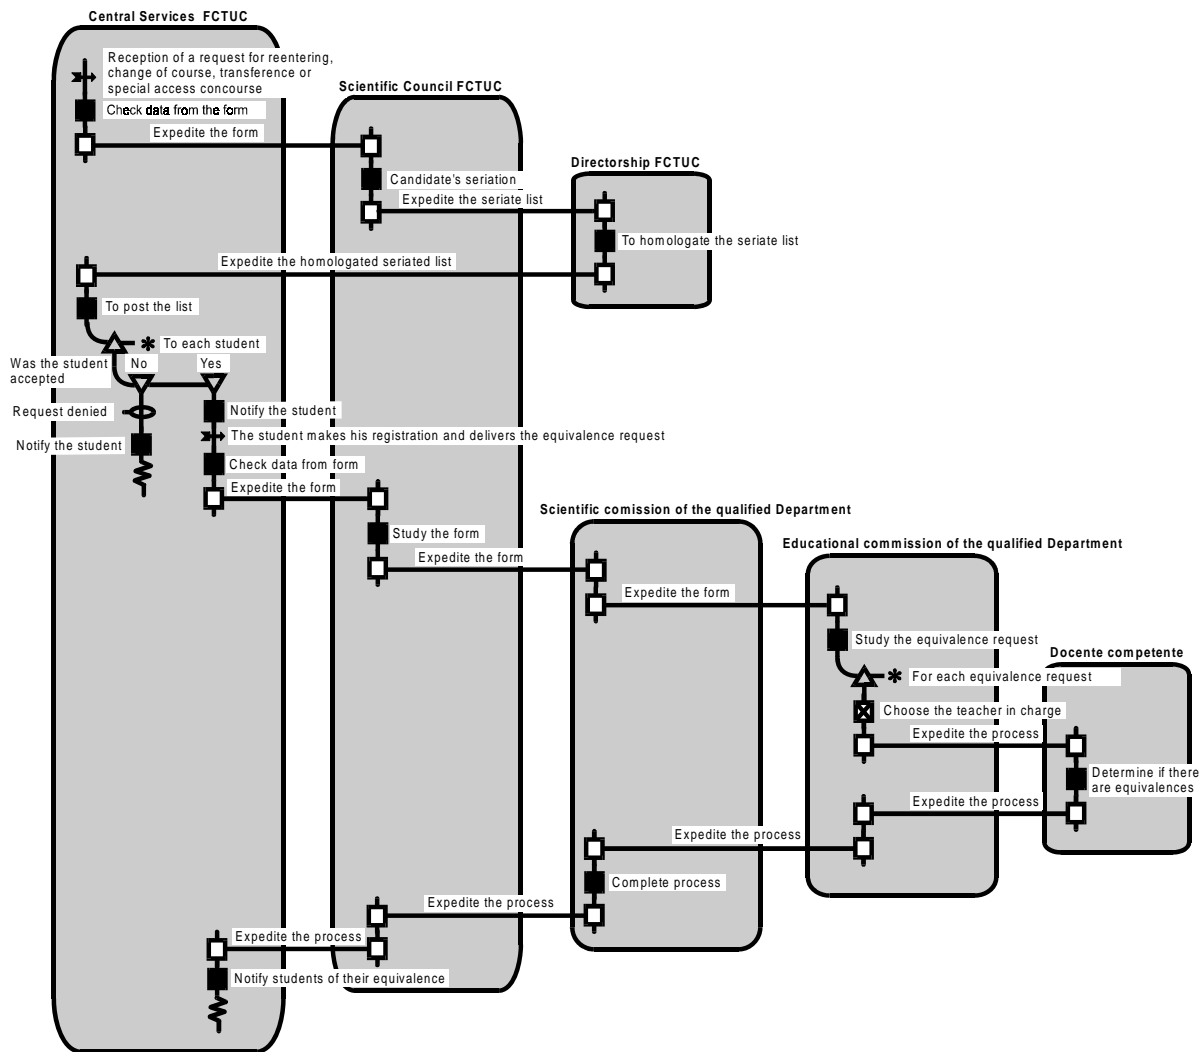 Central Services FCTUC
Reception of a request for reentering,
change of course, transference or
special access concourse
Scientific Council FCTUC
Check data from the form
Expedite the form
Directorship FCTUC
Candidate's seriation
Expedite the seriate list
To homologate the seriate list
Expedite the homologated seriated list
To post the list
To each student
Was the student
accepted
No
Yes
Request denied
Notify the student
Notify the student
The student makes his registration and delivers the equivalence request
Check data from form
Expedite the form
Scientific comission of the qualified Department
Study the form
Educational commission of the qualified Department
Expedite the form
Expedite the form
Study the equivalence request
Docente competente
For each equivalence request
Choose the teacher in charge
Expedite the process
Determine if there
are equivalences
Expedite the process
Expedite the process
Complete process
Expedite the process
Expedite the process
Notify students of their equivalence